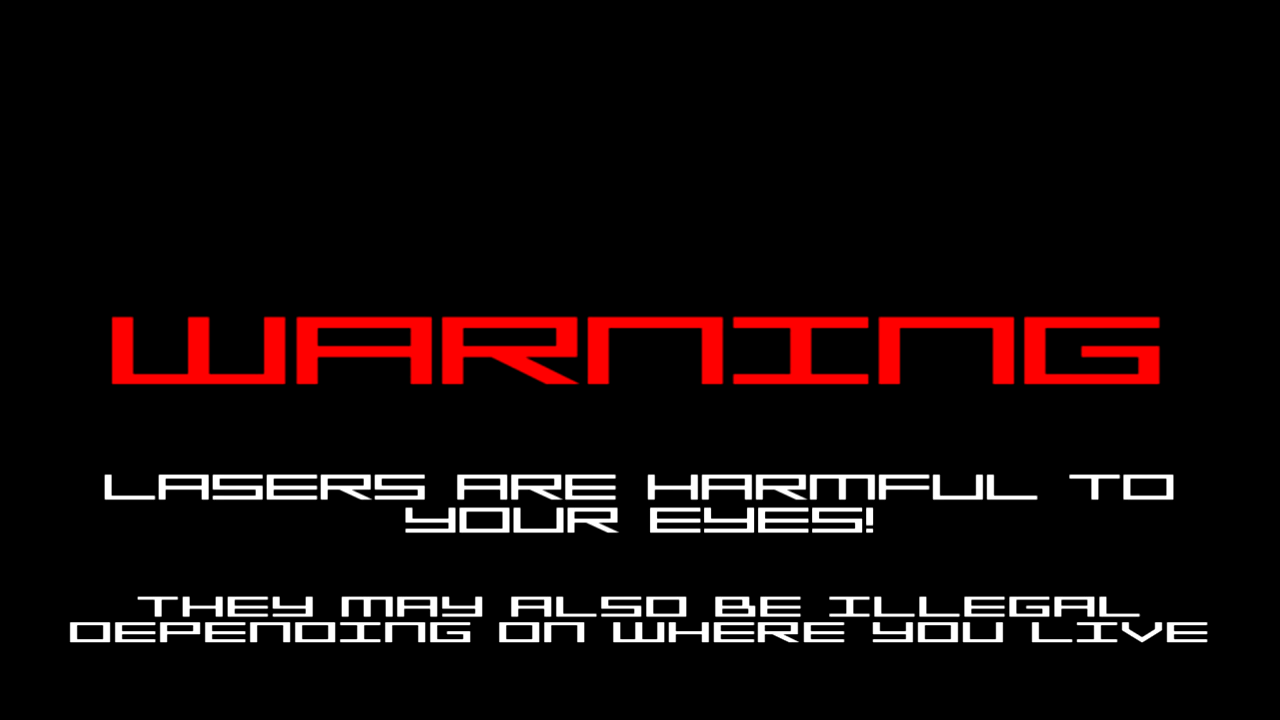 WARNING
LASERS ARE HARMFUL TO
YOUR EYES!
THEY MAY ALSO BE ILLEGAL
DEPENDING ON WHERE YOU LIVE